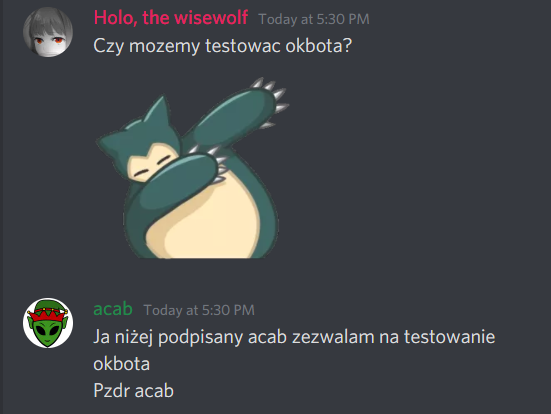 Holo, the wisewolf Today at 5:30 PM
Czy mozemy testowac okbota?
acab Today at 5:30 PM
Ja niżej podpisany acab zezwalam na testowanie
okbota
Pzdr acab